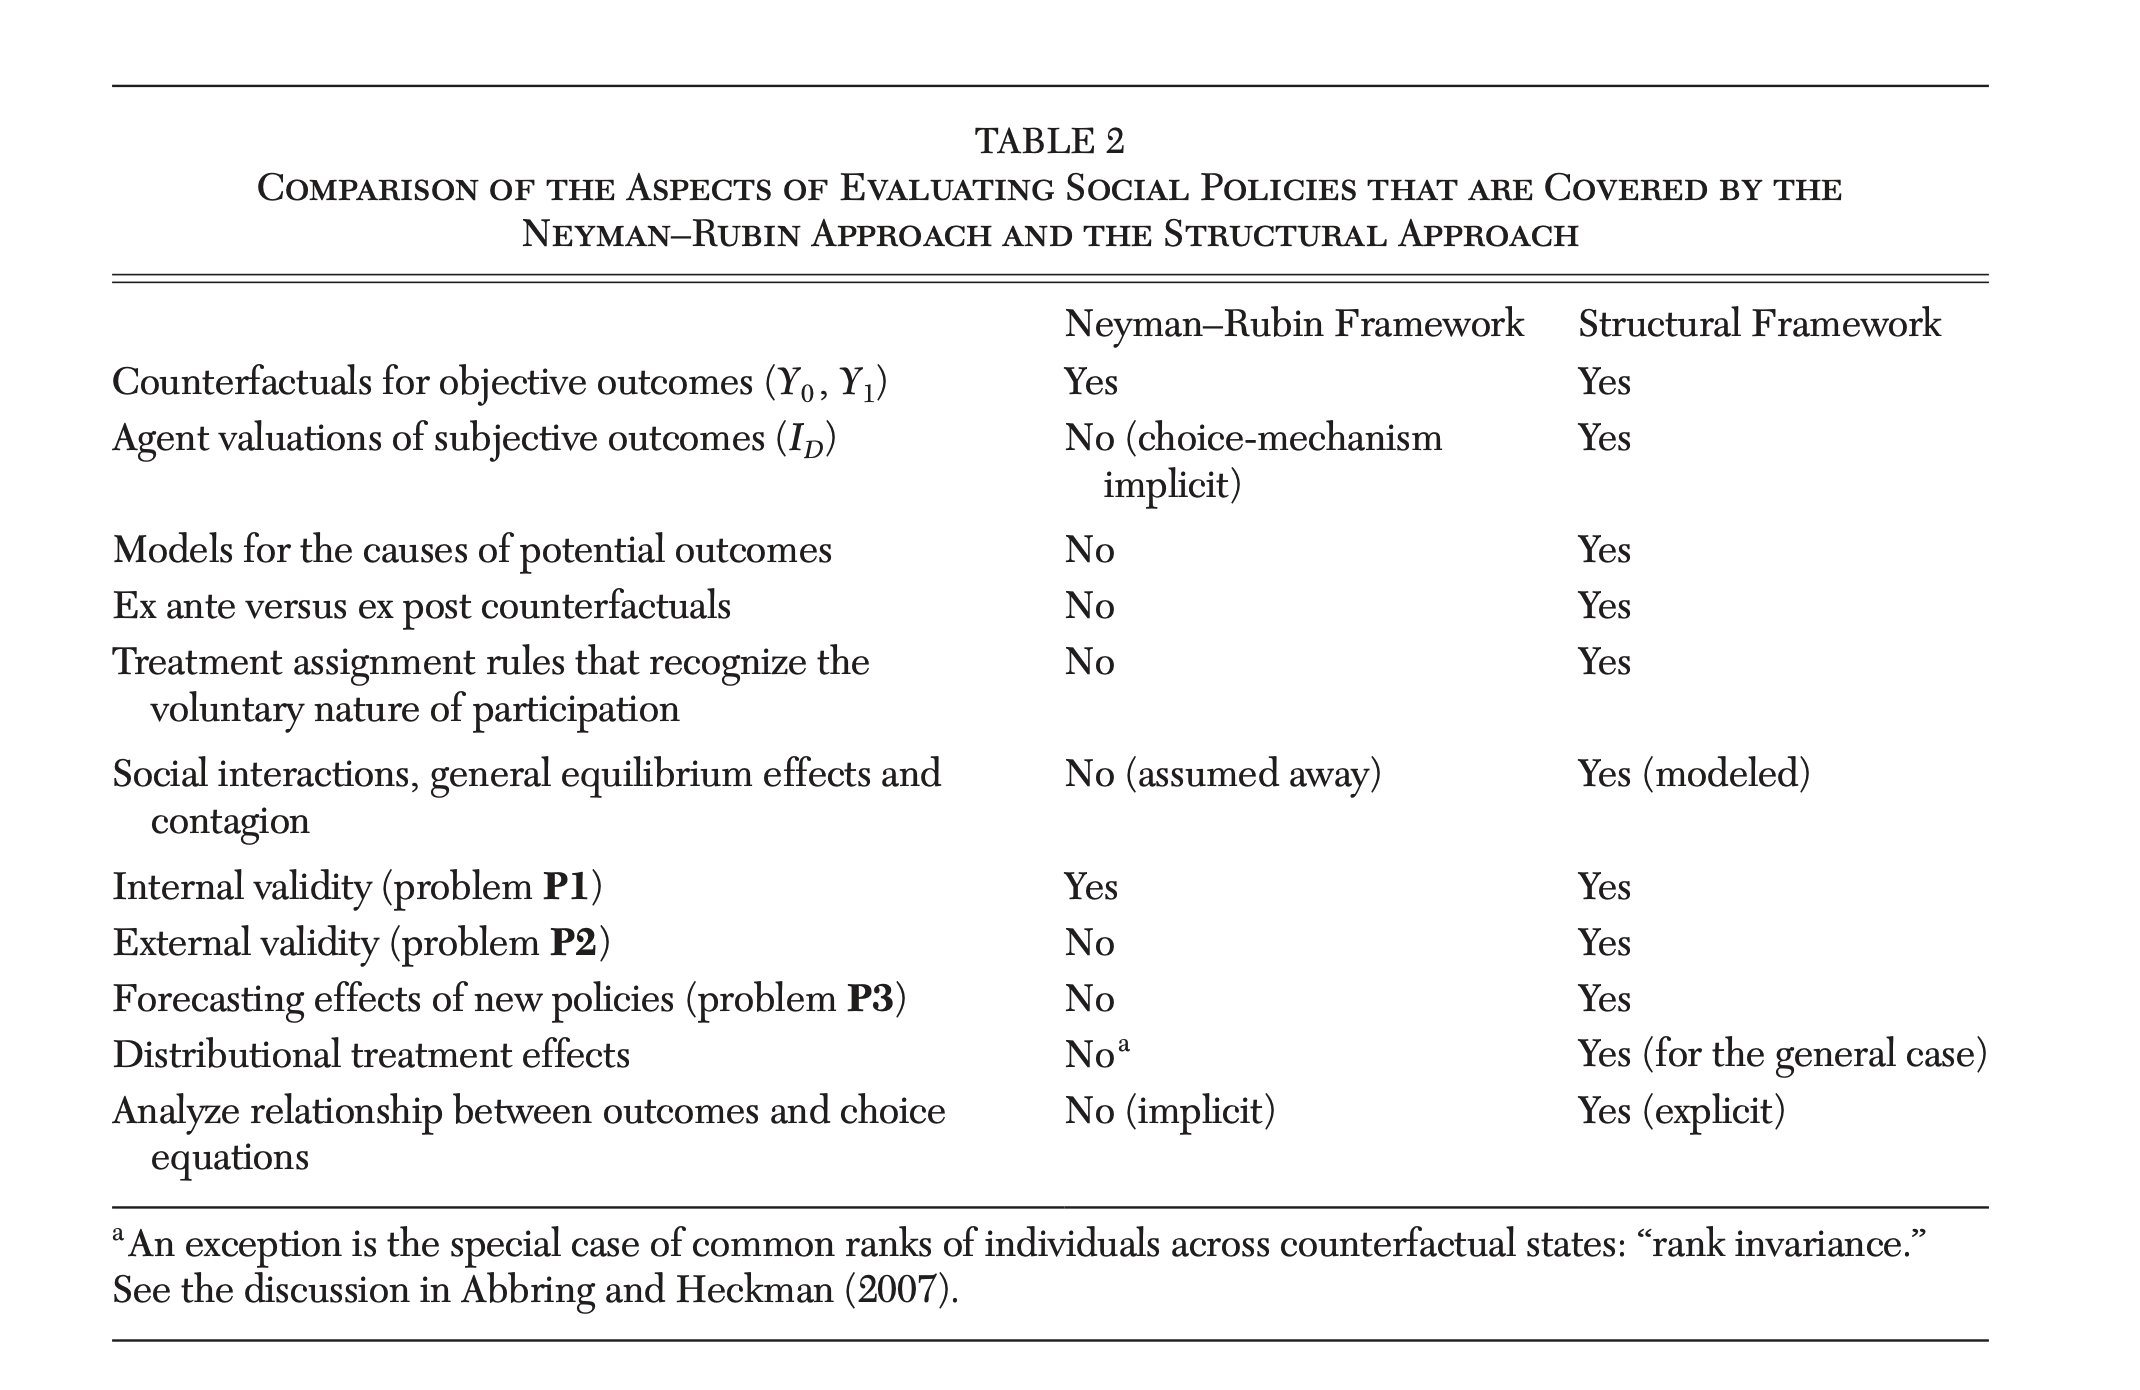 TABLE 2
Comparison of the Aspects of Evaluating Social Policies that are Covered by the
Neyman–Rubin Approach and the Structural Approach
Neyman–Rubin Framework Structural Framework
Counterfactuals for objective outcomes (Y₀, Y₁) Yes Yes
Agent valuations of subjective outcomes (I_D) No (choice-mechanism Yes
implicit)
Models for the causes of potential outcomes No Yes
Ex ante versus ex post counterfactuals No Yes
Treatment assignment rules that recognize the No Yes
voluntary nature of participation
Social interactions, general equilibrium effects and No (assumed away) Yes (modeled)
contagion
Internal validity (problem P1) Yes Yes
External validity (problem P2) No Yes
Forecasting effects of new policies (problem P3) No Yes
Distributional treatment effects Noᵃ Yes (for the general case)
Analyze relationship between outcomes and choice No (implicit) Yes (explicit)
equations
ᵃ An exception is the special case of common ranks of individuals across counterfactual states: “rank invariance.”
See the discussion in Abbring and Heckman (2007).